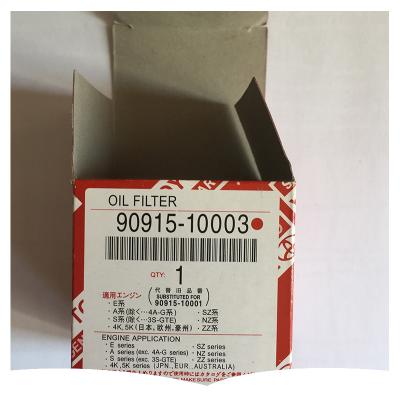 OIL FILTER
90915-10003
QTY: 1
適用エンジン (代替旧品番 SUBSTITUTED FOR 90915-10001)
・E系
・A系(除く…4A-G系) ・SZ系
・S系(除く…3S-GTE) ・NZ系
・4K,5K(日本,欧州,豪州) ・ZZ系
ENGINE APPLICATION
・E series ・SZ series
・A series (exc. 4A-G series) ・NZ series
・S series (exc. 3S-GTE) ・ZZ series
・4K, 5K series (JPN., EUR., AUSTRALIA)
MAKESURE